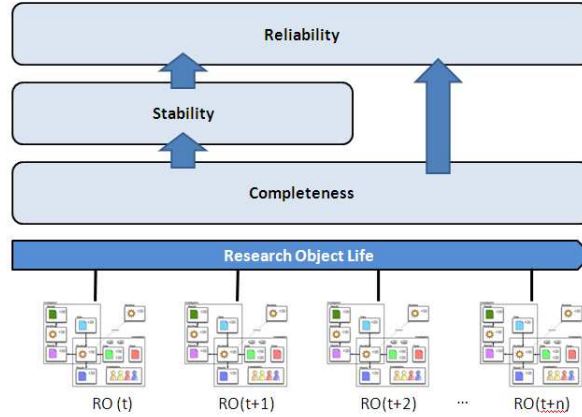 Reliability
Stability
Completeness
Research Object Life
RO (t)
RO(t+1)
RO(t+2)
...
RO(t+n)